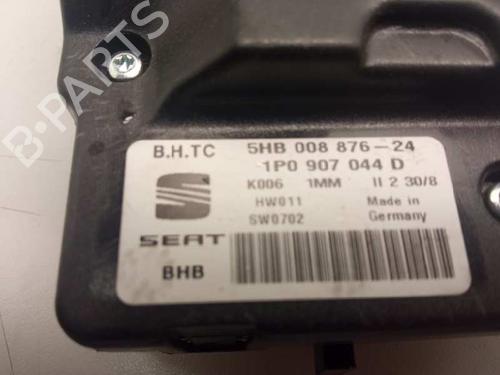 B-PARTS
B.H.TC 5HB 008 876-24
1P0 907 044 D
K006 1MM II 2 30/8
HW011 Made in
SW0702 Germany
SEAT
BHB